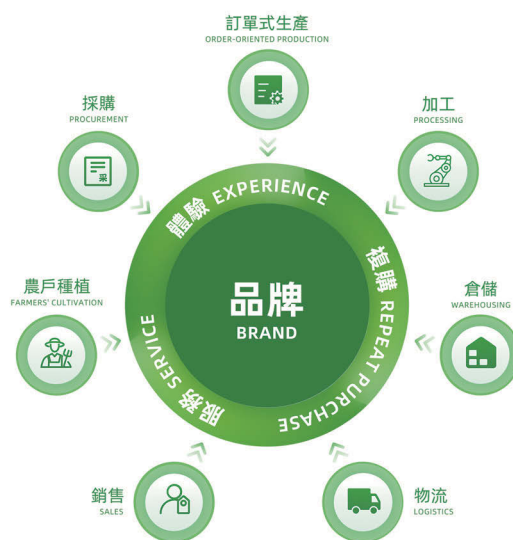 訂單式生產
ORDER-ORIENTED PRODUCTION
採購
PROCUREMENT
采
加工
PROCESSING
體驗 EXPERIENCE
複購 REPEAT PURCHASE
服務 SERVICE
品牌
BRAND
農戶種植
FARMERS' CULTIVATION
倉儲
WAREHOUSING
銷售
SALES
物流
LOGISTICS